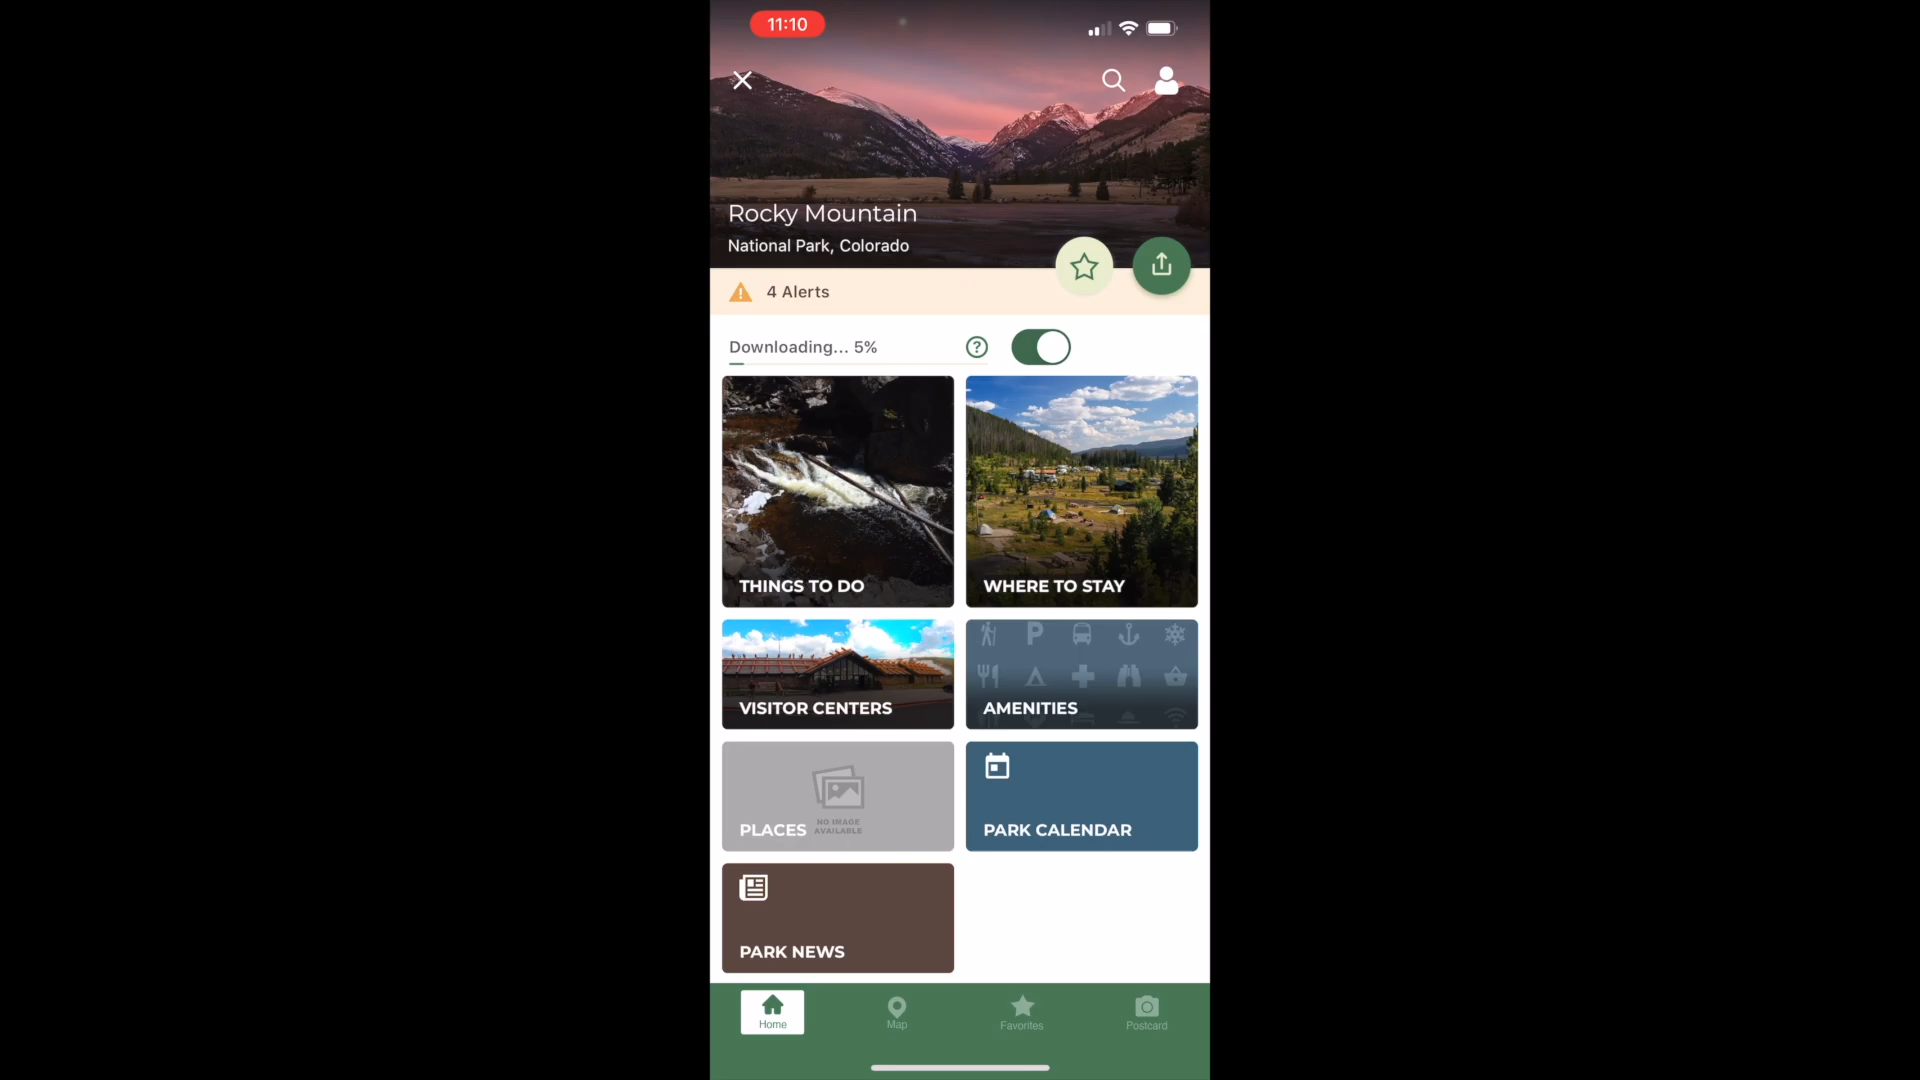 11:10
Rocky Mountain
National Park, Colorado
4 Alerts
Downloading... 5%
?
THINGS TO DO
WHERE TO STAY
VISITOR CENTERS
P
AMENITIES
NO IMAGE
AVAILABLE
PLACES
PARK CALENDAR
PARK NEWS
Home
Map
Favorites
Postcard